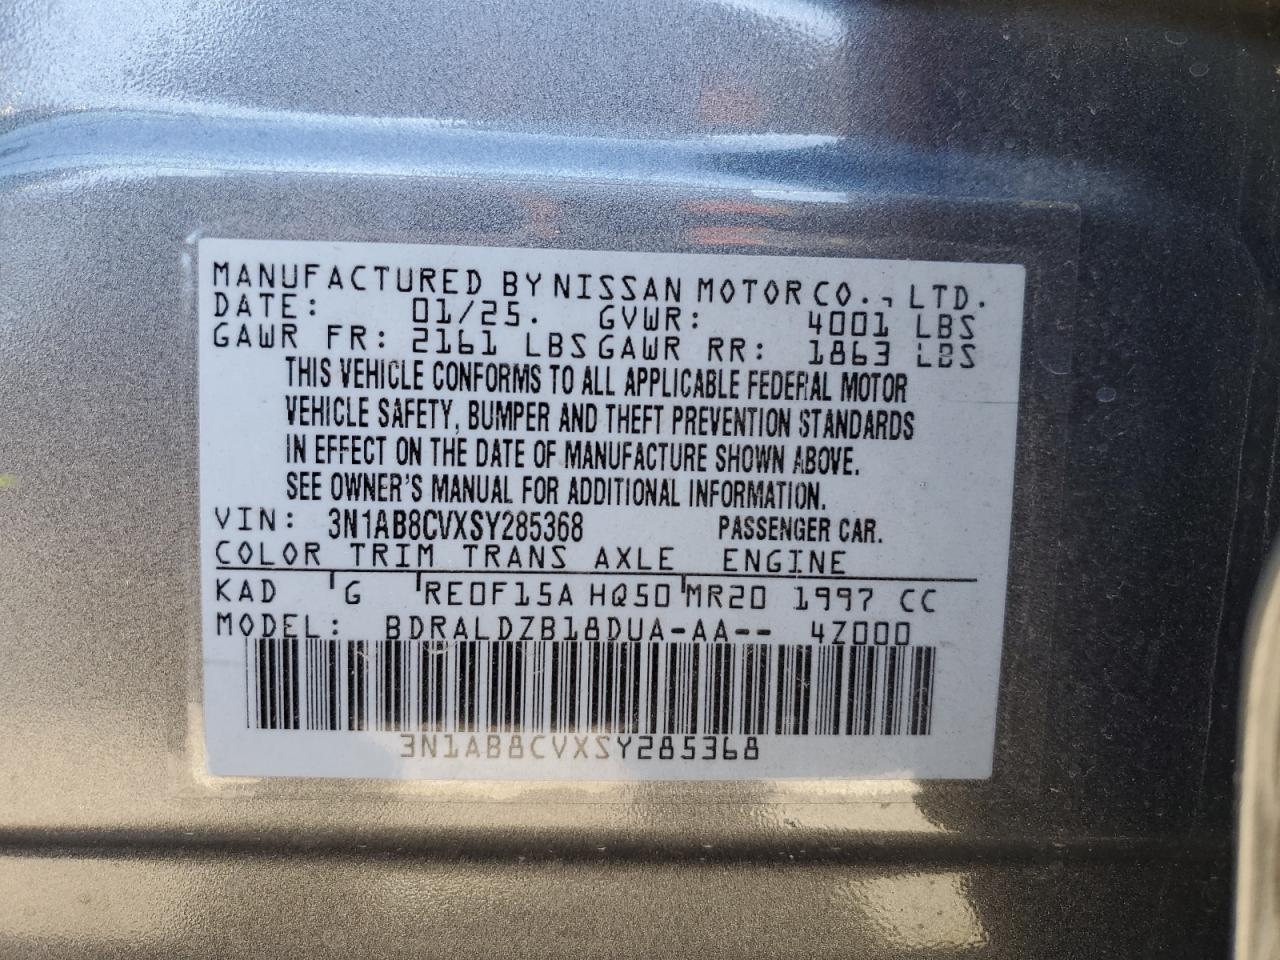 MANUFACTURED BY NISSAN MOTOR CO., LTD.
DATE: 01/25. GVWR: 4001 LBS
GAWR FR: 2161 LBS GAWR RR: 1863 LBS
THIS VEHICLE CONFORMS TO ALL APPLICABLE FEDERAL MOTOR
VEHICLE SAFETY, BUMPER AND THEFT PREVENTION STANDARDS
IN EFFECT ON THE DATE OF MANUFACTURE SHOWN ABOVE.
SEE OWNER'S MANUAL FOR ADDITIONAL INFORMATION.
VIN: 3N1AB8CVXSY285368 PASSENGER CAR.
COLOR TRIM TRANS AXLE ENGINE
KAD G RE0F15A HQ50 MR20 1997 CC
MODEL: BDRALDZB18DUA-AA-- 4Z000
3N1AB8CVXSY285368